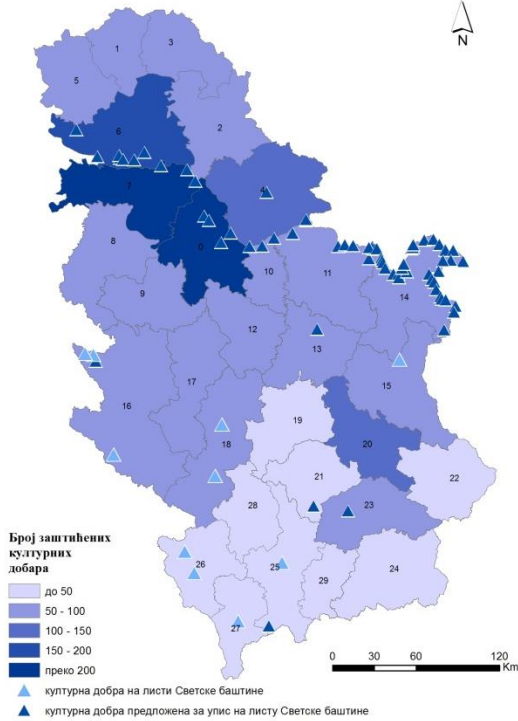 N
1
3
5
2
6
4
7
0
8
10
11
14
9
12
13
15
17
16
18
19
20
21
22
23
28
26
25
29
24
27
Број заштићених
културних
добара
до 50
50 - 100
100 - 150
150 - 200
преко 200
културна добра на листи Светске баштине
културна добра предложена за упис на листу Светске баштине
0 30 60 120
Km